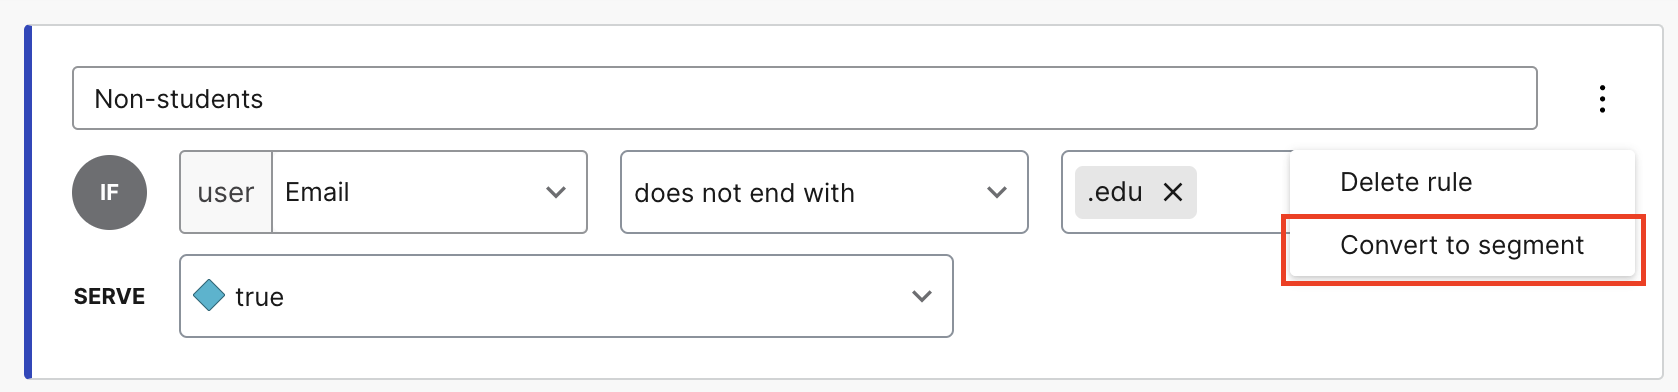 Non-students
IF user Email does not end with .edu
Delete rule
Convert to segment
SERVE true